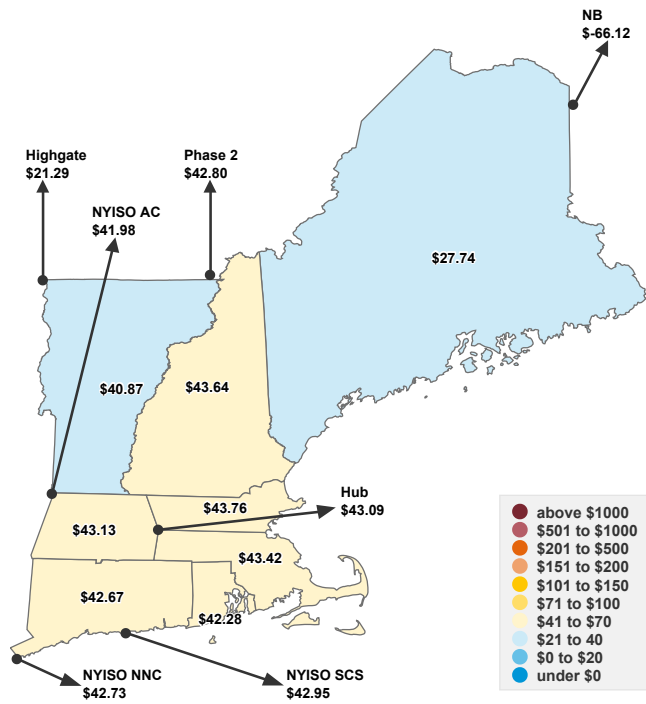 NB
$-66.12
Highgate
$21.29
Phase 2
$42.80
NYISO AC
$41.98
$27.74
$40.87
$43.64
Hub
$43.09
$43.76
$43.13
$43.42
$42.67
$42.28
NYISO NNC
$42.73
NYISO SCS
$42.95
above $1000
$501 to $1000
$201 to $500
$151 to $200
$101 to $150
$71 to $100
$41 to $70
$21 to 40
$0 to $20
under $0